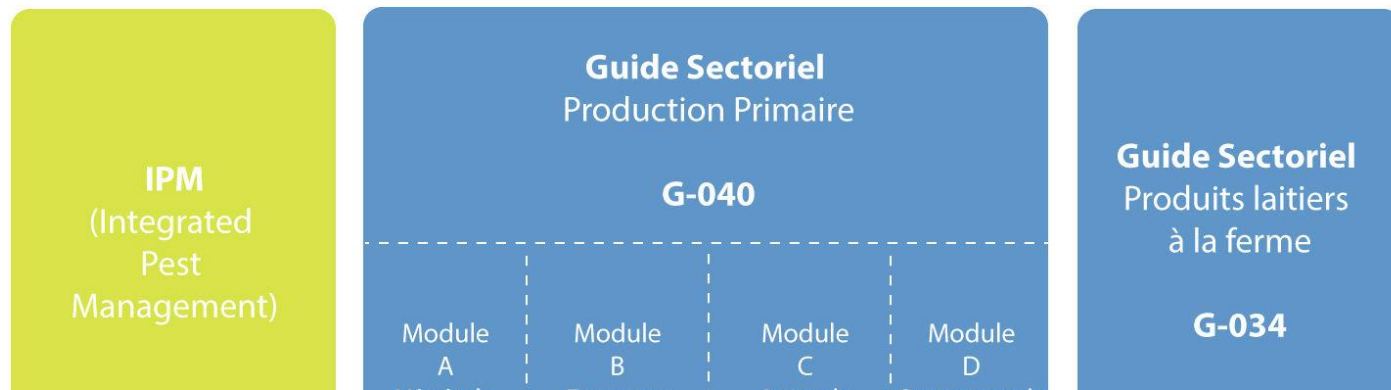 IPM
(Integrated
Pest
Management)
Guide Sectoriel
Production Primaire
G-040
Module
A
Module
B
Module
C
Module
D
Guide Sectoriel
Produits laitiers
à la ferme
G-034